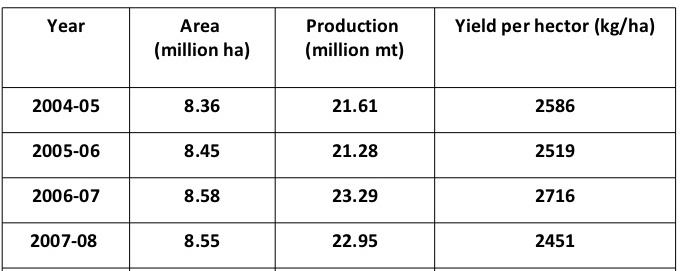 Year Area Production Yield per hector (kg/ha)
(million ha) (million mt)
2004-05 8.36 21.61 2586
2005-06 8.45 21.28 2519
2006-07 8.58 23.29 2716
2007-08 8.55 22.95 2451